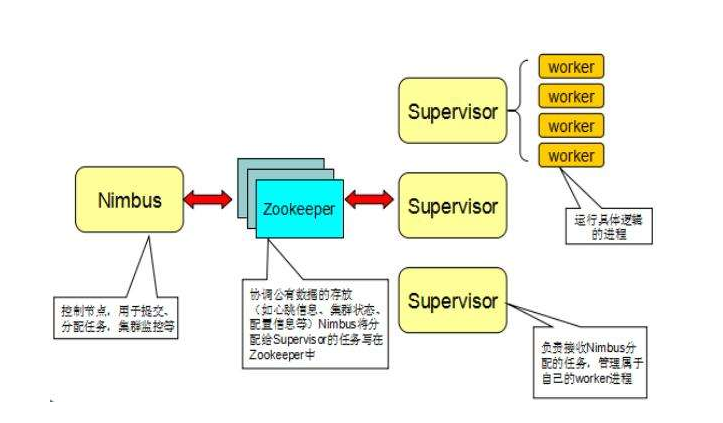 worker
worker
worker
worker
Supervisor
Nimbus
Zookeeper
Supervisor
运行具体逻辑
的进程
Supervisor
控制节点，用于提交、
分配任务，集群监控等
协调公有数据的存放
（如心跳信息、集群状态、
配置信息等）Nimbus将分
配给Supervisor的任务写在
Zookeeper中
负责接收Nimbus分
配的任务，管理属于
自己的worker进程